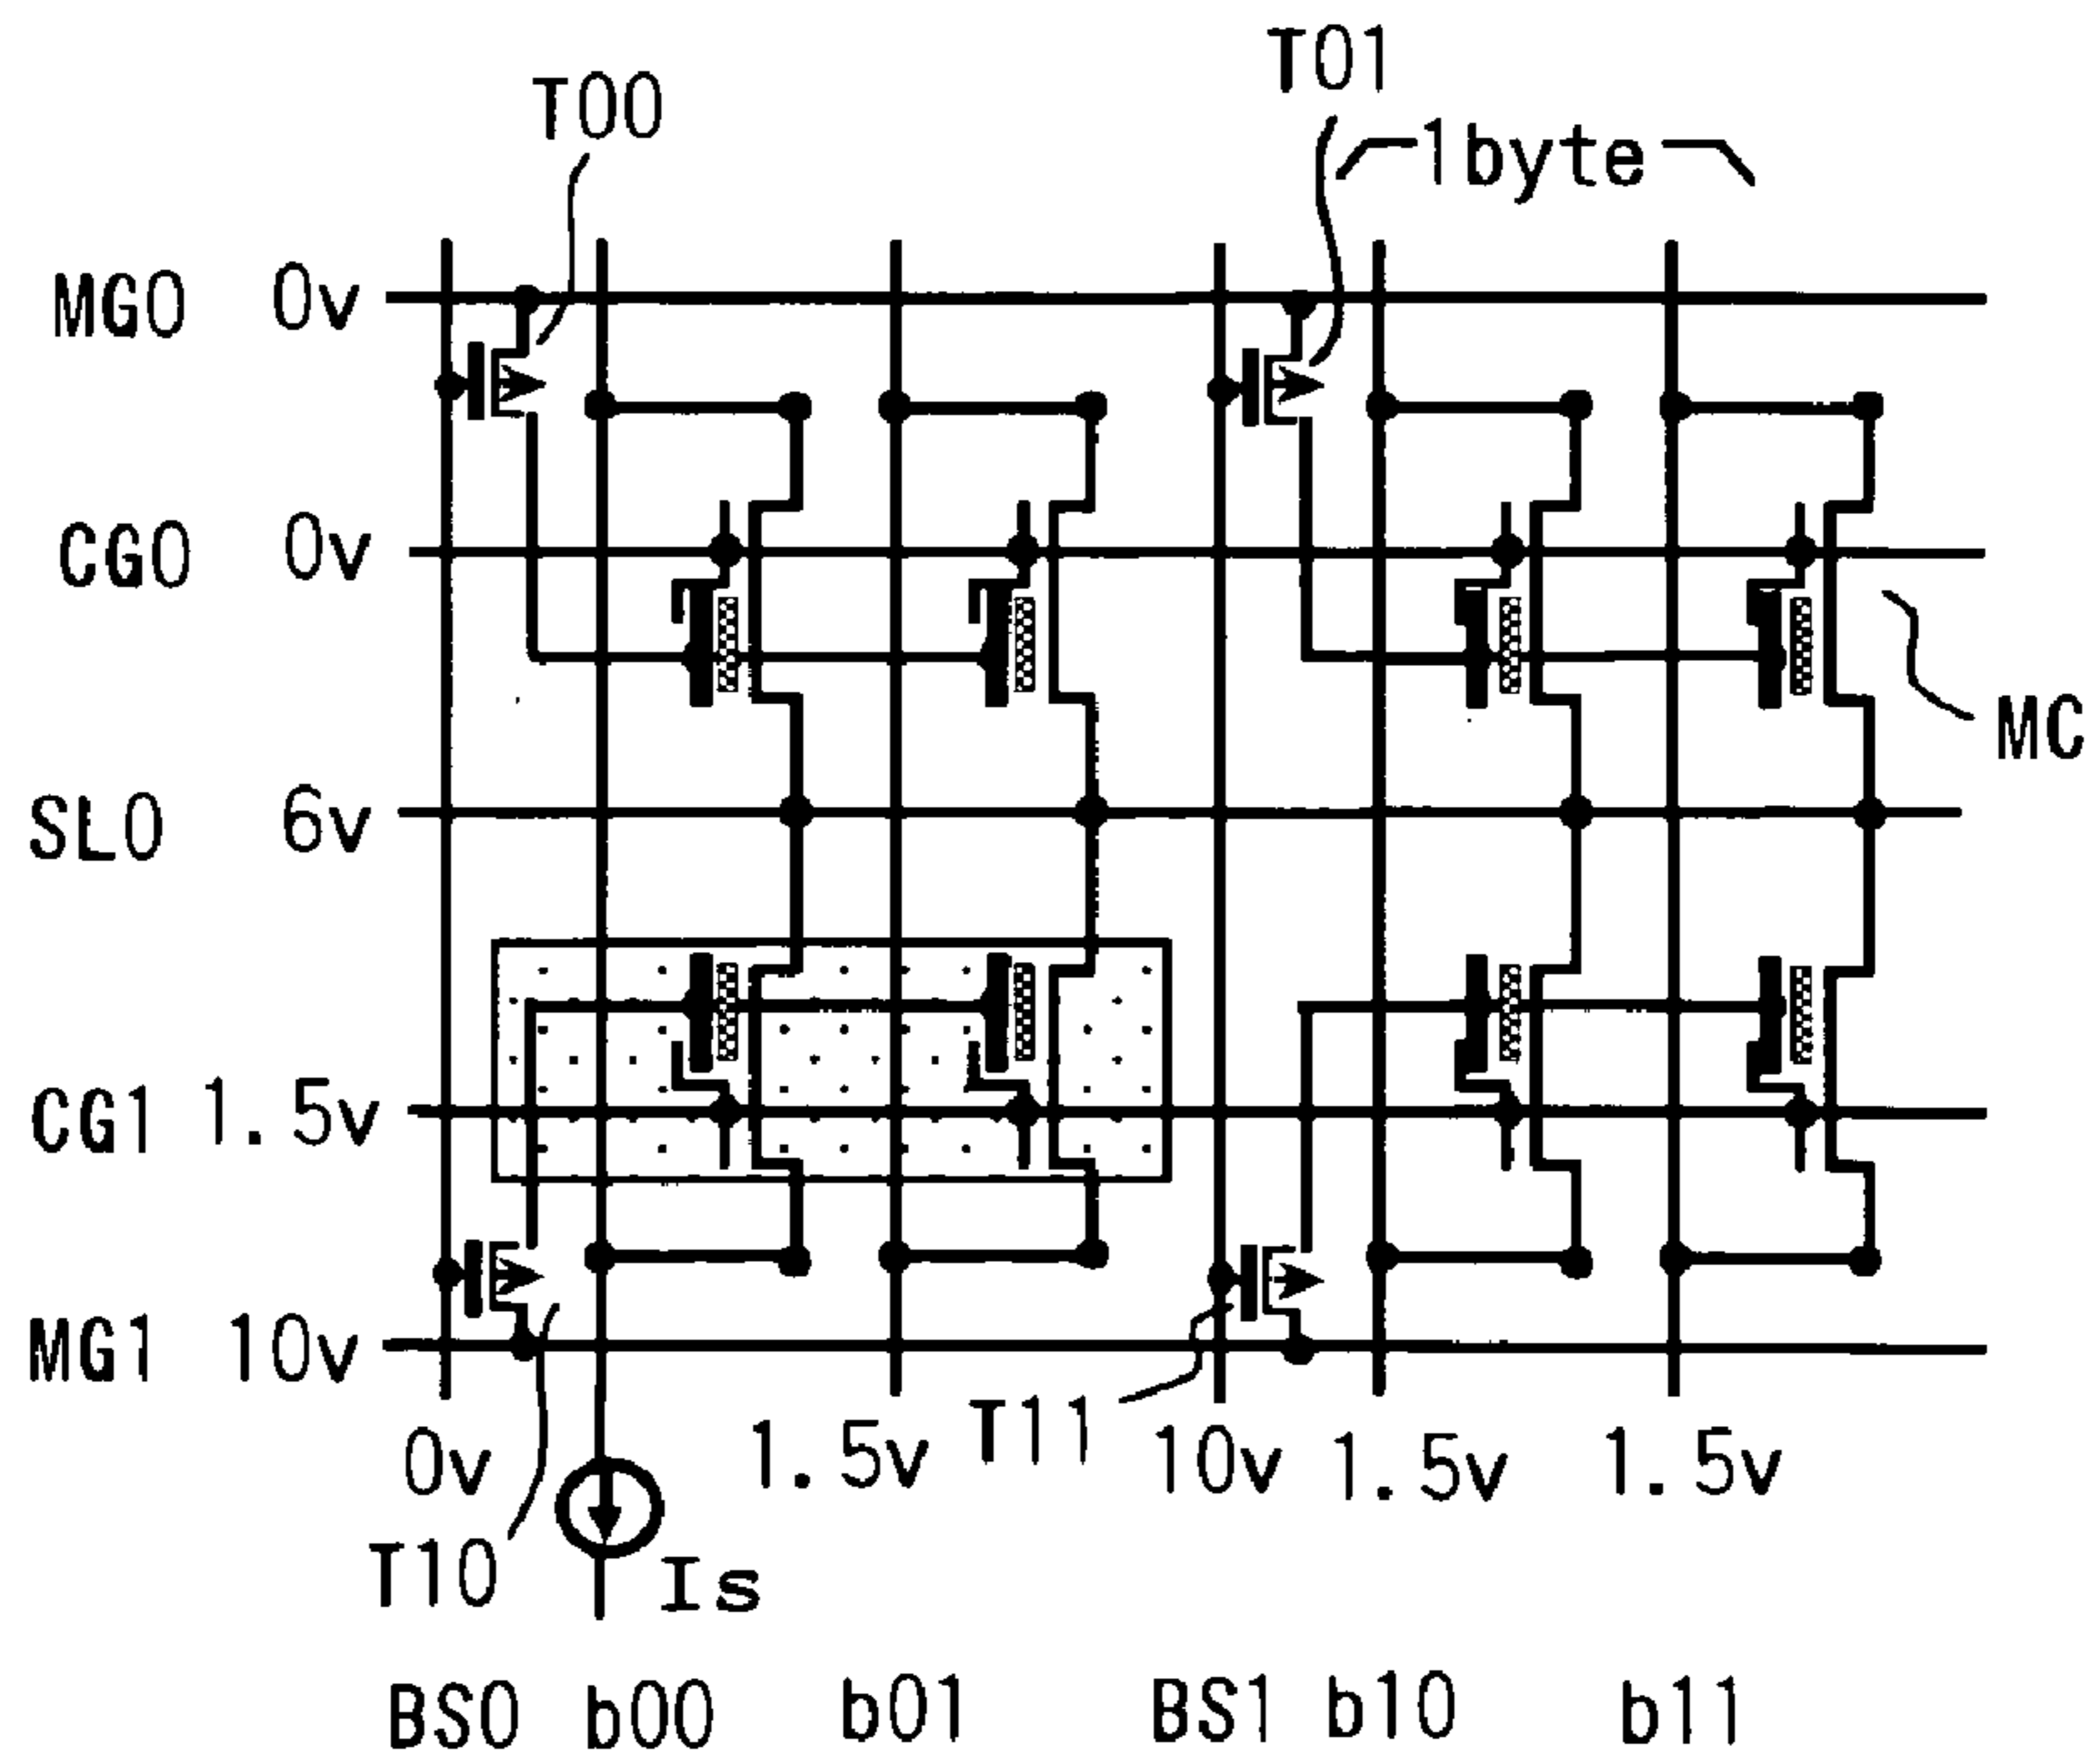 T00
T01
1byte
MG0 0v
CG0 0v
MC
SL0 6v
CG1 1.5v
MG1 10v
0v
1.5v
T11
10v
1.5v
1.5v
T10
Is
BS0 b00 b01 BS1 b10 b11